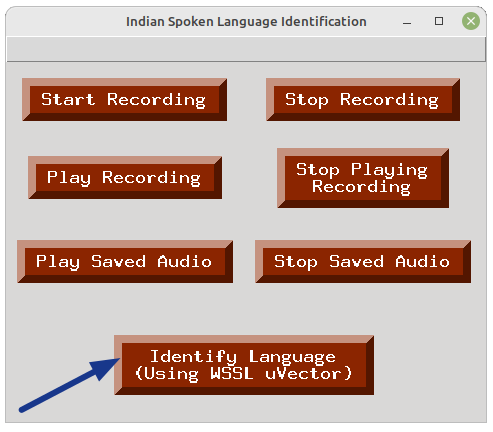 Indian Spoken Language Identification
Start Recording
Stop Recording
Play Recording
Stop Playing
Recording
Play Saved Audio
Stop Saved Audio
Identify Language
(Using WSSL uVector)